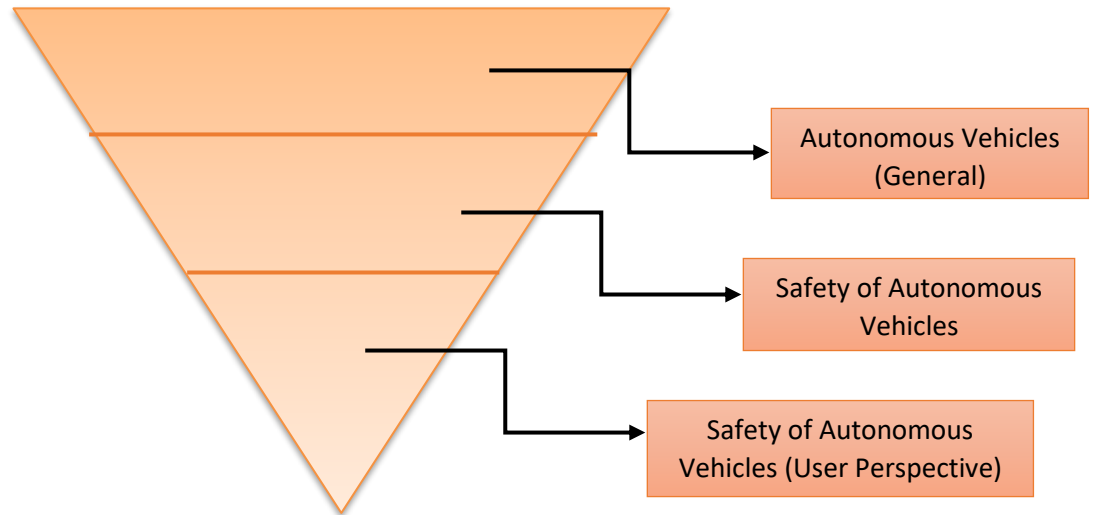 Autonomous Vehicles
(General)
Safety of Autonomous
Vehicles
Safety of Autonomous
Vehicles (User Perspective)